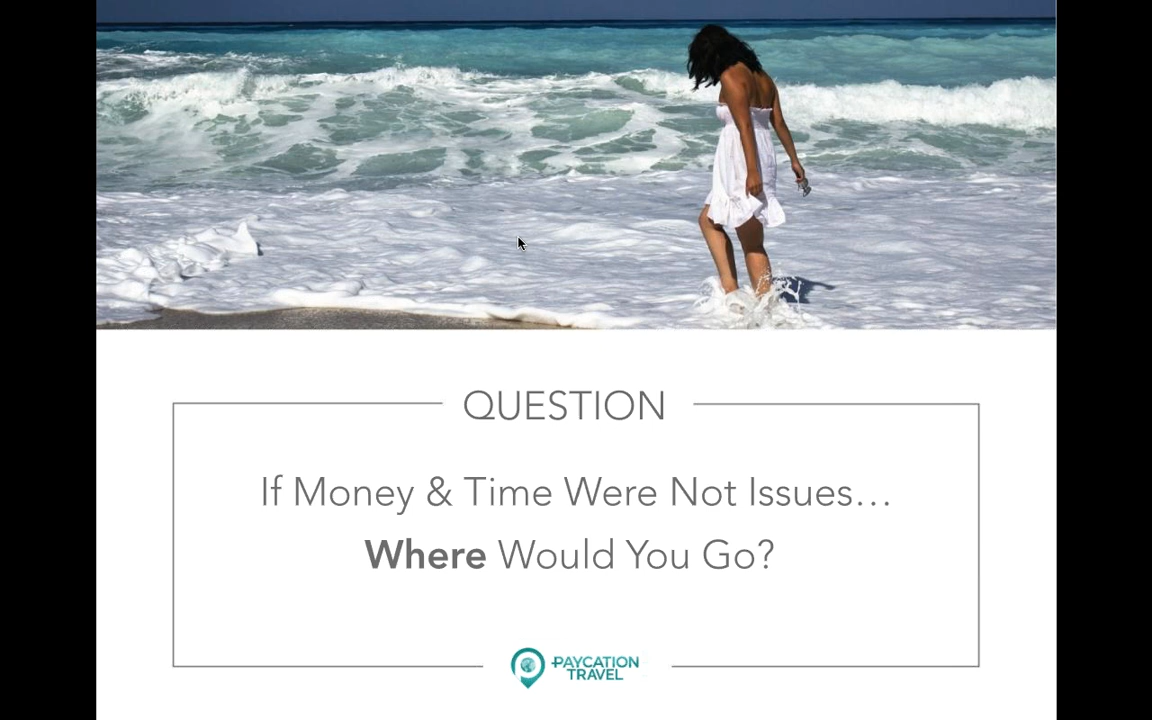 QUESTION
If Money & Time Were Not Issues...
Where Would You Go?
PAYCATION
TRAVEL